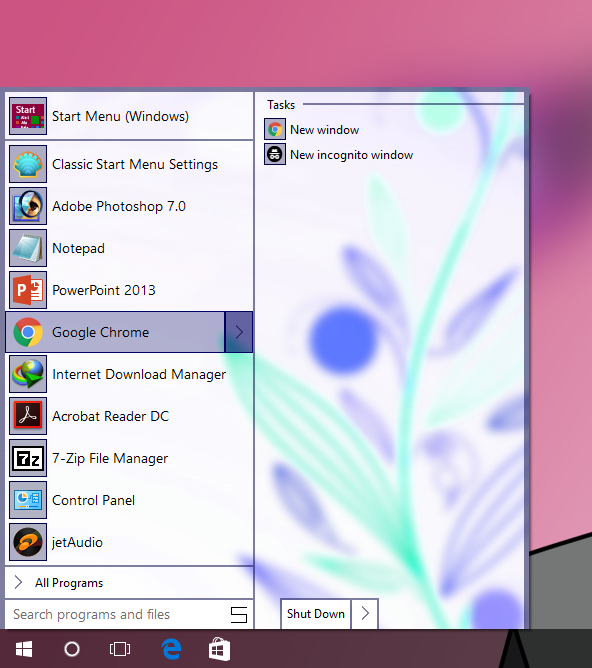 Start
Start Menu (Windows)
Classic Start Menu Settings
Adobe Photoshop 7.0
Notepad
PowerPoint 2013
Google Chrome
Internet Download Manager
Acrobat Reader DC
7z
7-Zip File Manager
Control Panel
jetAudio
All Programs
Search programs and files
Tasks
New window
New incognito window
Shut Down